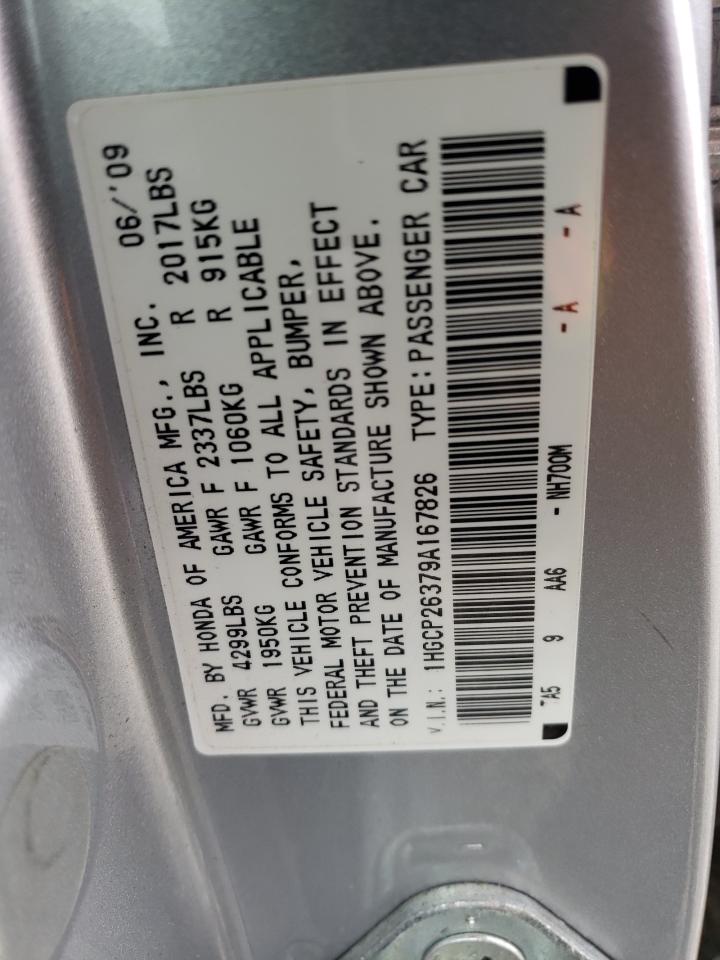 MFD. BY HONDA OF AMERICA MFG., INC. 06/'09
GVWR 4299LBS GAWR F 2337LBS R 2017LBS
GVWR 1950KG GAWR F 1060KG R 915KG
THIS VEHICLE CONFORMS TO ALL APPLICABLE
FEDERAL MOTOR VEHICLE SAFETY, BUMPER,
AND THEFT PREVENTION STANDARDS IN EFFECT
ON THE DATE OF MANUFACTURE SHOWN ABOVE.
V.I.N.: 1HGCP26379A167826 TYPE:PASSENGER CAR
TA5 9 AA6 -NH700M -A -A